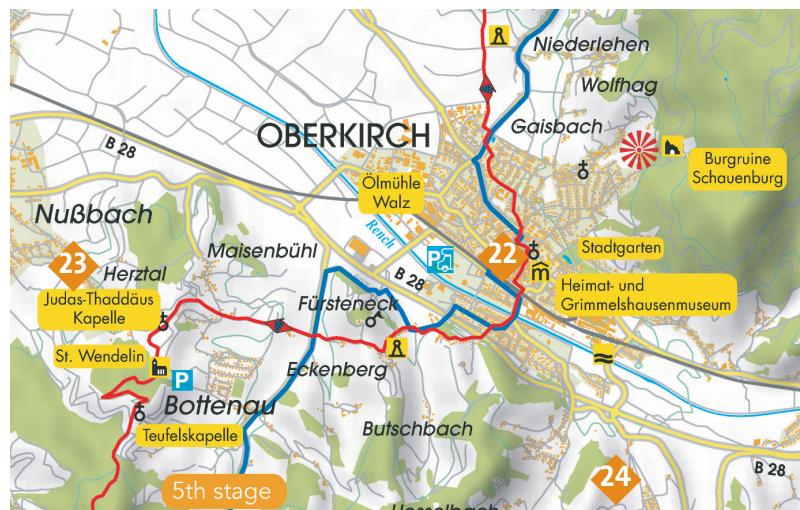 Niederlehen
Wolfhag
Gaisbach
OBERKIRCH
B 28
Burgruine
Schauenburg
Ölmühle
Walz
Nußbach
Rench
22
Stadtgarten
Maisenbühl
P
23
Herztal
B 28
Heimat- und
Grimmelshausenmuseum
Judas-Thaddäus
Kapelle
Fürsteneck
St. Wendelin
Eckenberg
P
Bottenau
Teufelskapelle
Butschbach
B 28
24
5th stage